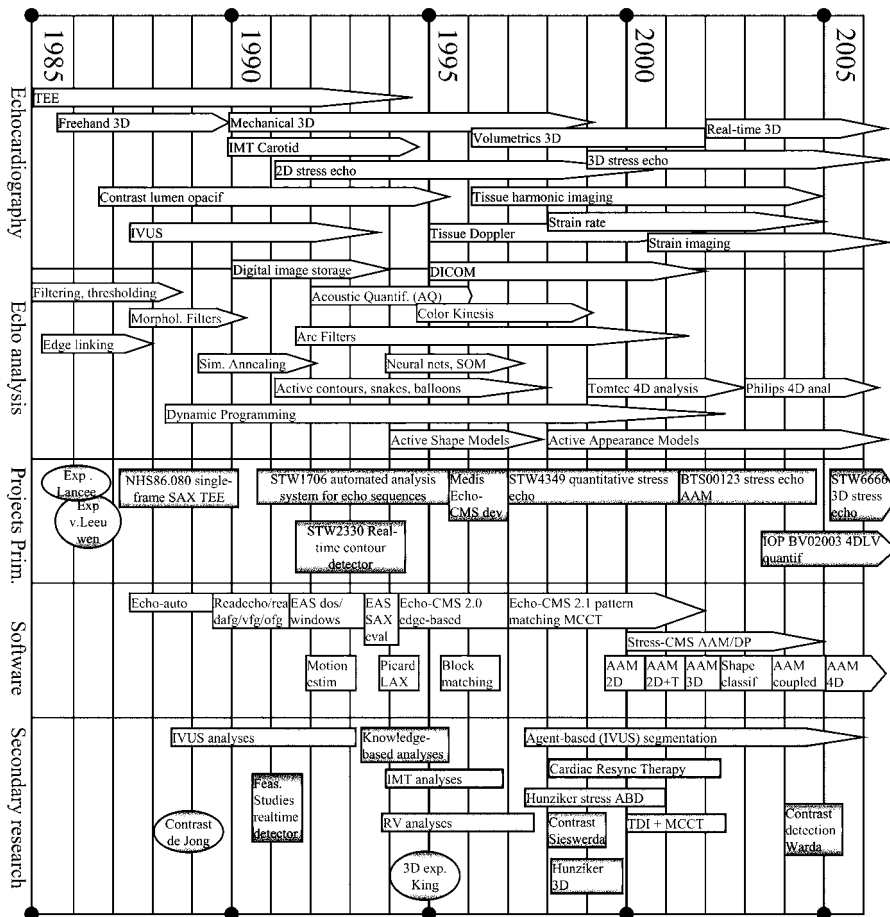 1985
1990
1995
2000
2005
Echocardiography
TEE
Freehand 3D
Mechanical 3D
Real-time 3D
Volumetrics 3D
IMT Carotid
3D stress echo
2D stress echo
Contrast lumen opacif
Tissue harmonic imaging
Strain rate
IVUS
Tissue Doppler
Strain imaging
Echo analysis
Digital image storage
DICOM
Filtering, thresholding
Acoustic Quantif. (AQ)
Morphol. Filters
Color Kinesis
Arc Filters
Edge linking
Sim. Annealing
Neural nets, SOM
Active contours, snakes, balloons
Tomtec 4D analysis
Philips 4D anal
Dynamic Programming
Active Shape Models
Active Appearance Models
Projects Prim.
Exp .
Lancee
Exp
v.Leeu
wen
NHS86.080 single-
frame SAX TEE
STW1706 automated analysis
system for echo sequences
Medis
Echo-
CMS dev
STW4349 quantitative stress
echo
BTS00123 stress echo
AAM
STW6666
3D stress
echo
STW2330 Real-
time contour
detector
IOP BV02003 4DLV
quantif
Software
Echo-auto
Readecho/rea
dafg/vfg/ofg
EAS dos/
windows
EAS
SAX
eval
Echo-CMS 2.0
edge-based
Echo-CMS 2.1 pattern
matching MCCT
Stress-CMS AAM/DP
Motion
estim
Picard
LAX
Block
matching
AAM
2D
AAM
2D+T
AAM
3D
Shape
classif
AAM
coupled
AAM
4D
Secondary research
IVUS analyses
Knowledge-
based analyses
Agent-based (IVUS) segmentation
IMT analyses
Cardiac Resync Therapy
Feas.
Studies
realtime
detector
Hunziker stress ABD
Contrast
de Jong
RV analyses
Contrast
Sieswerda
TDI + MCCT
Contrast
detection
Warda
3D exp.
King
Hunziker
3D